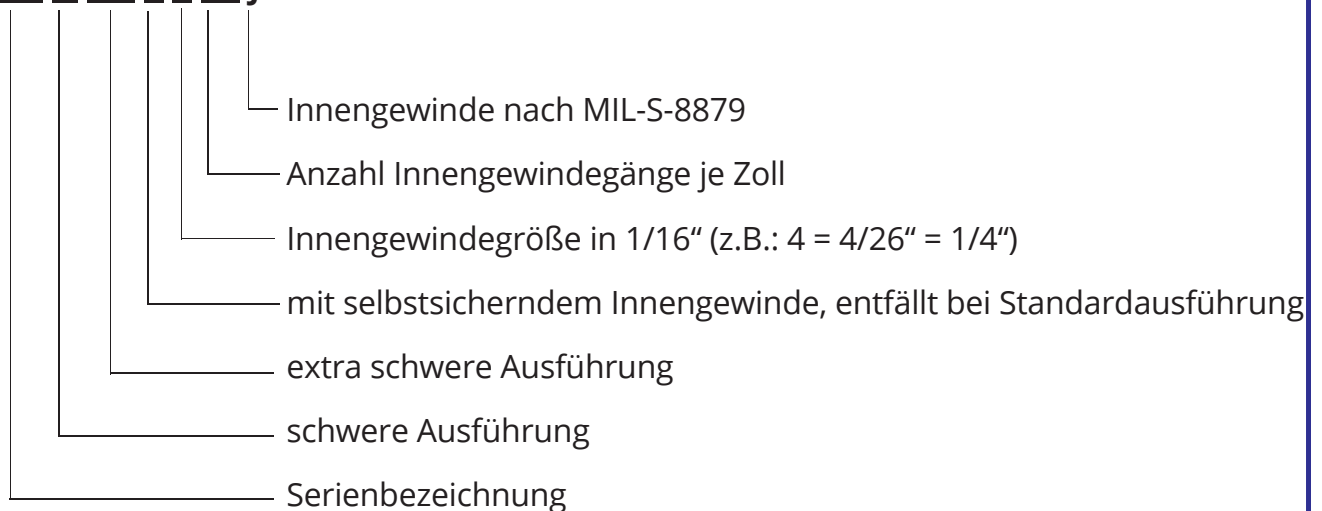 Innengewinde nach MIL-S-8879
Anzahl Innengewindegänge je Zoll
Innengewindegröße in 1/16“ (z.B.: 4 = 4/26“ = 1/4“)
mit selbstsicherndem Innengewinde, entfällt bei Standardausführung
extra schwere Ausführung
schwere Ausführung
Serienbezeichnung